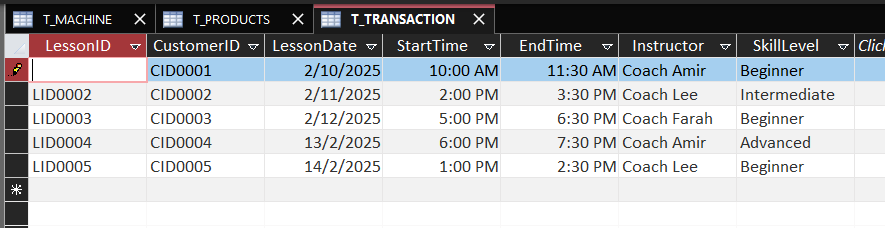 T_MACHINE T_PRODUCTS T_TRANSACTION
LessonID CustomerID LessonDate StartTime EndTime Instructor SkillLevel Clic
CID0001 2/10/2025 10:00 AM 11:30 AM Coach Amir Beginner
LID0002 CID0002 2/11/2025 2:00 PM 3:30 PM Coach Lee Intermediate
LID0003 CID0003 2/12/2025 5:00 PM 6:30 PM Coach Farah Beginner
LID0004 CID0004 13/2/2025 6:00 PM 7:30 PM Coach Amir Advanced
LID0005 CID0005 14/2/2025 1:00 PM 2:30 PM Coach Lee Beginner